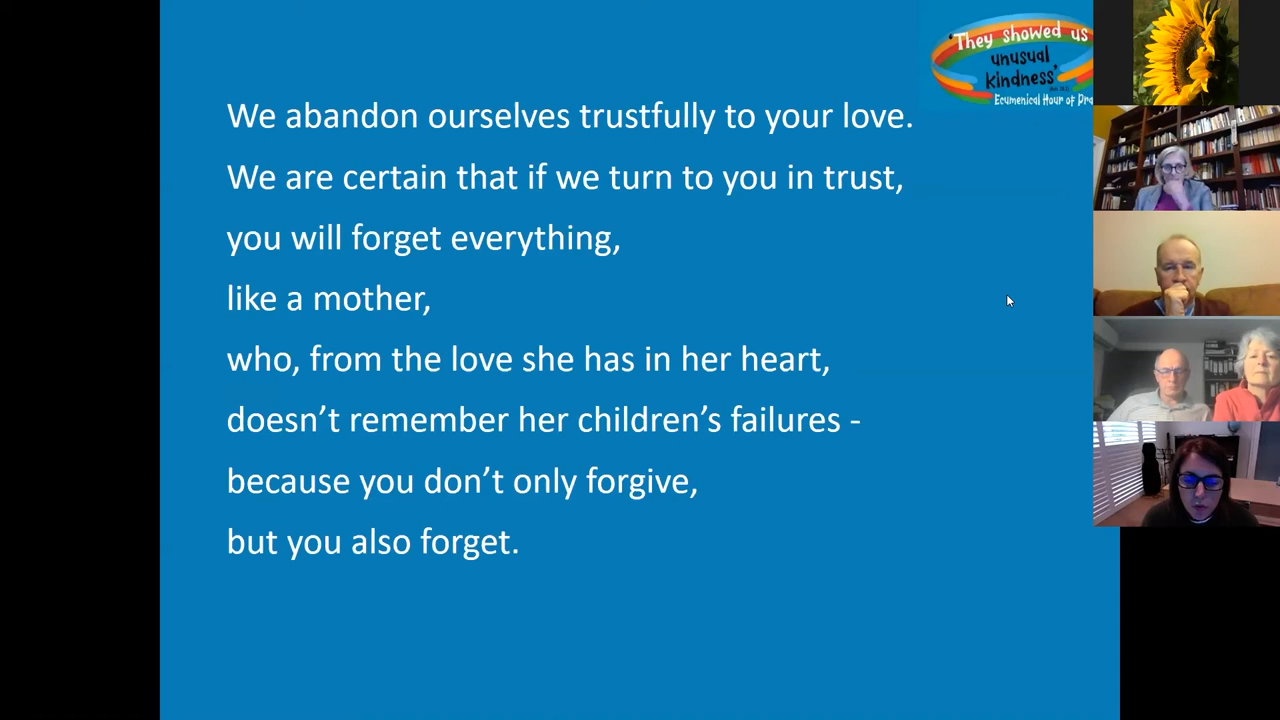 'They showed us
unusual
kindness'
Ecumenical Hour of Pra
We abandon ourselves trustfully to your love.
We are certain that if we turn to you in trust,
you will forget everything,
like a mother,
who, from the love she has in her heart,
doesn’t remember her children’s failures -
because you don’t only forgive,
but you also forget.